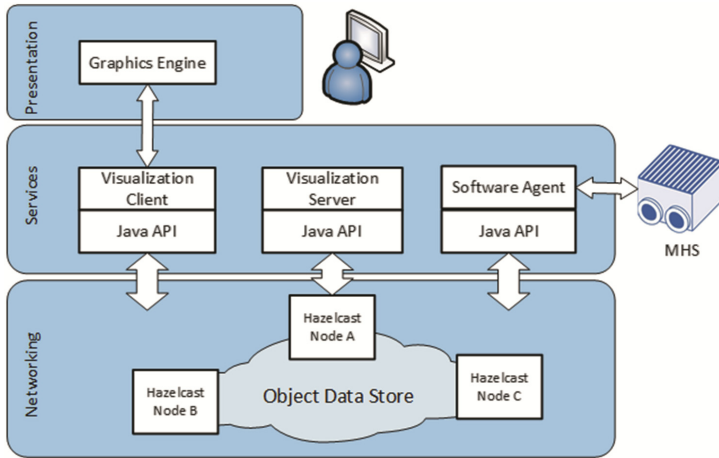 Presentation
Graphics Engine
Services
Visualization
Client
Java API
Visualization
Server
Java API
Software Agent
Java API
MHS
Networking
Hazelcast
Node A
Hazelcast
Node B
Object Data Store
Hazelcast
Node C